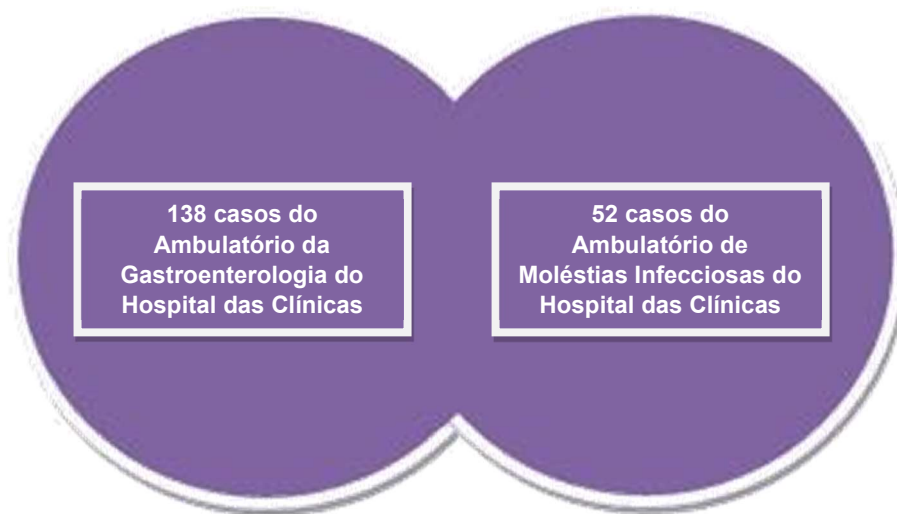 138 casos do
Ambulatório da
Gastroenterologia do
Hospital das Clínicas
52 casos do
Ambulatório de
Moléstias Infecciosas do
Hospital das Clínicas